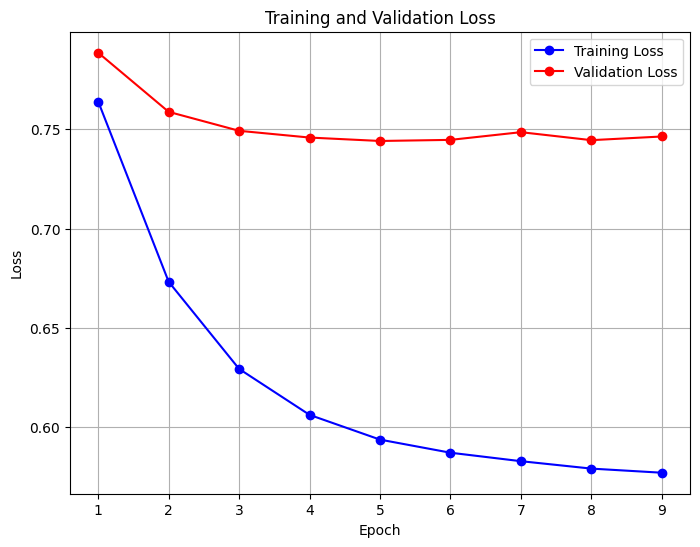 Training and Validation Loss
Training Loss
Validation Loss
0.75
0.70
0.65
0.60
Loss
1 2 3 4 5 6 7 8 9
Epoch